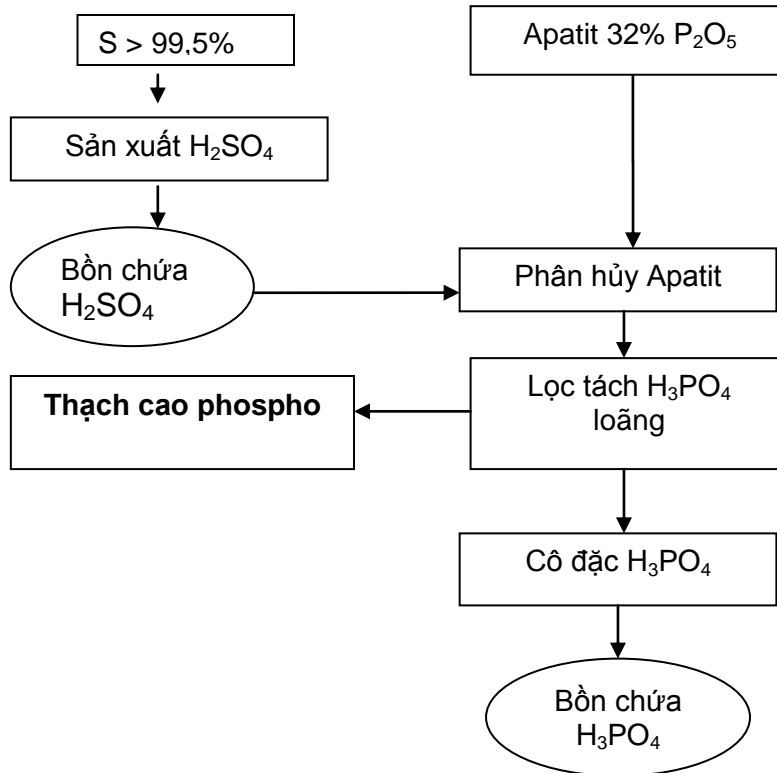 S > 99,5%
Apatit 32% P₂O₅
Sản xuất H₂SO₄
Bồn chứa
H₂SO₄
Phân hủy Apatit
Thạch cao phospho
Lọc tách H₃PO₄
loãng
Cô đặc H₃PO₄
Bồn chứa
H₃PO₄